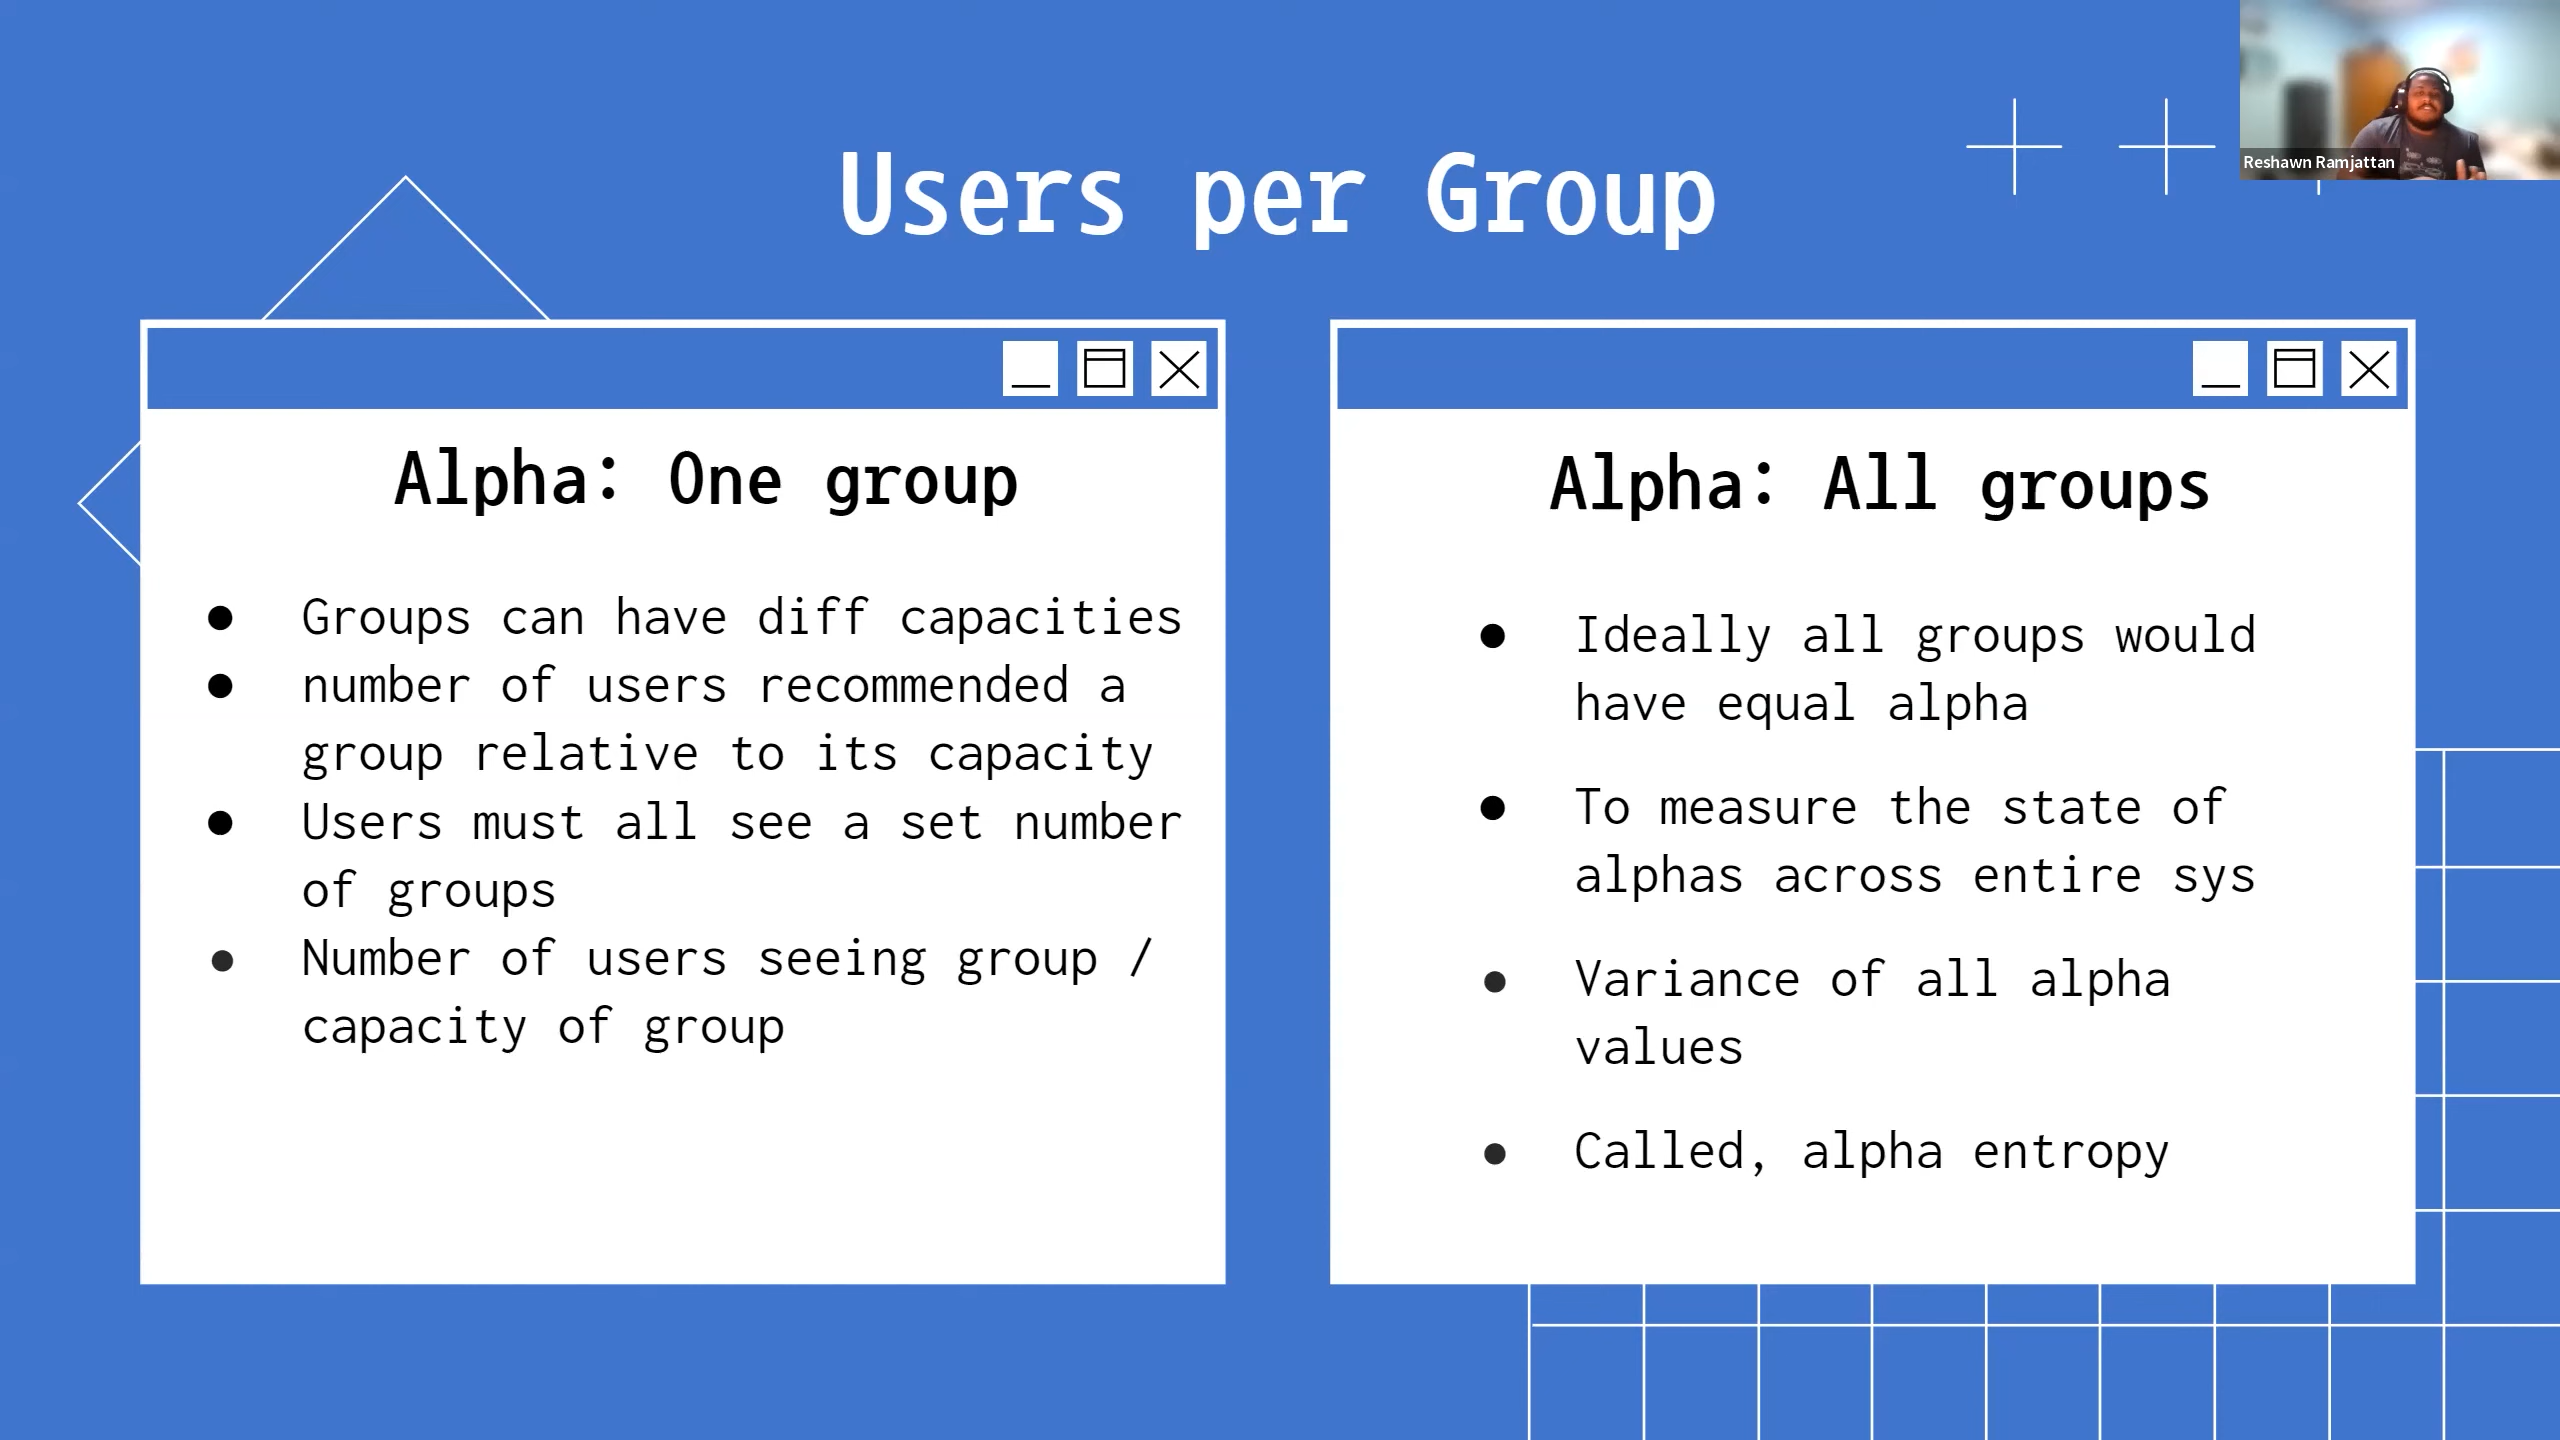 Users per Group
Reshawn Ramjattan
Alpha: One group
● Groups can have diff capacities
● number of users recommended a
group relative to its capacity
● Users must all see a set number
of groups
● Number of users seeing group /
capacity of group
Alpha: All groups
● Ideally all groups would
have equal alpha
● To measure the state of
alphas across entire sys
● Variance of all alpha
values
● Called, alpha entropy